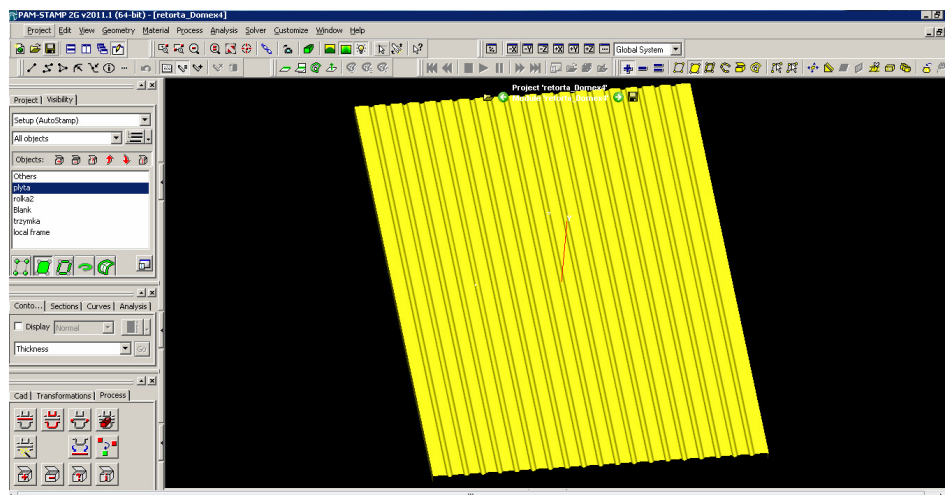 PAM-STAMP 2G v2011.1 (64-bit) - [retorta_Domex4]
Project Edit View Geometry Material Process Analysis Solver Customize Window Help
Global System
Project Visibility
Setup (AutoStamp)
All objects
Objects:
Others
plyta
rolka2
Blank
trzymka
local frame
Conto... Sections Curves Analysis
Display Normal
Thickness Go
Cad Transformations Process
Project 'retorta_Domex4'